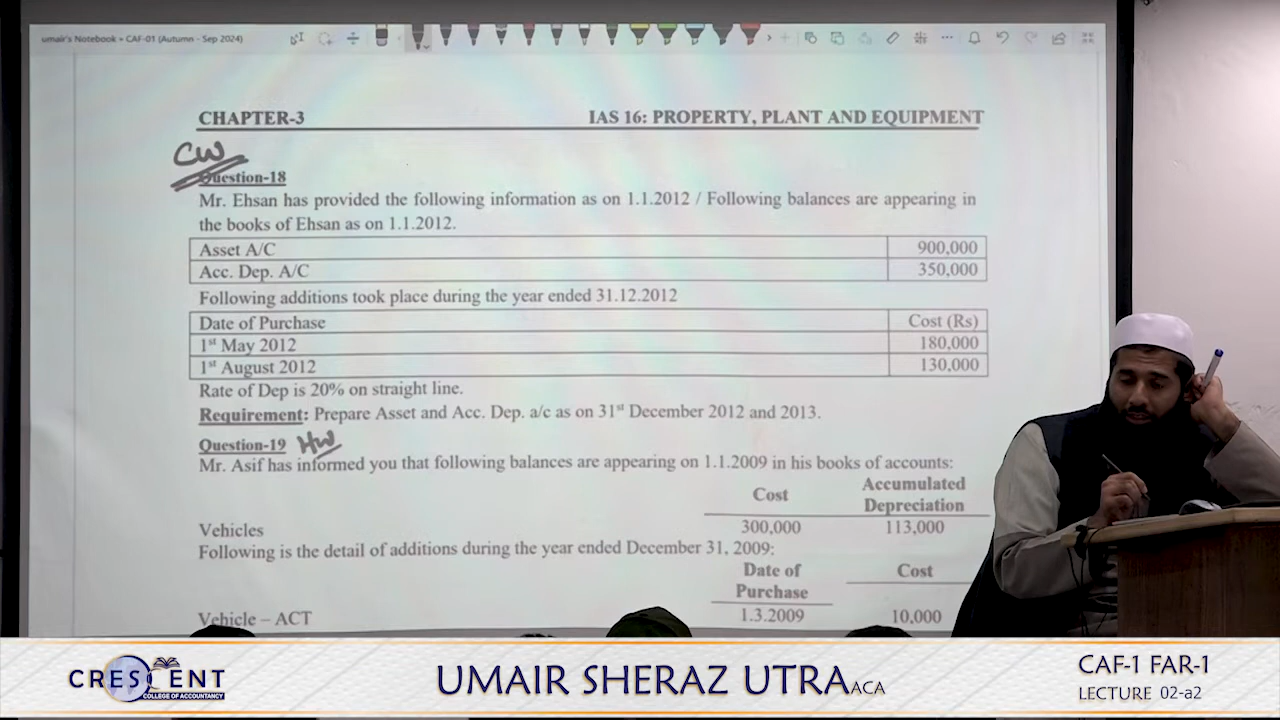 umair's Notebook • CAF-01 (Autumn - Sep 2024)
CHAPTER-3 IAS 16: PROPERTY, PLANT AND EQUIPMENT
CW
Question-18
Mr. Ehsan has provided the following information as on 1.1.2012 / Following balances are appearing in
the books of Ehsan as on 1.1.2012.
Asset A/C 900,000
Acc. Dep. A/C 350,000
Following additions took place during the year ended 31.12.2012
Date of Purchase Cost (Rs)
1st May 2012 180,000
1st August 2012 130,000
Rate of Dep is 20% on straight line.
Requirement: Prepare Asset and Acc. Dep. a/c as on 31st December 2012 and 2013.
Question-19 HW
Mr. Asif has informed you that following balances are appearing on 1.1.2009 in his books of accounts:
Cost Accumulated
Depreciation
Vehicles 300,000 113,000
Following is the detail of additions during the year ended December 31, 2009:
Date of Cost
Purchase
Vehicle – ACT 1.3.2009 10,000
CRESCENT
COLLEGE OF ACCOUNTANCY
UMAIR SHERAZ UTRA ACA
CAF-1 FAR-1
LECTURE 02-a2